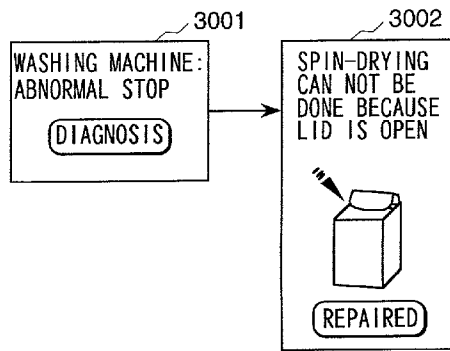 3001
WASHING MACHINE:
ABNORMAL STOP
DIAGNOSIS
3002
SPIN-DRYING
CAN NOT BE
DONE BECAUSE
LID IS OPEN
REPAIRED